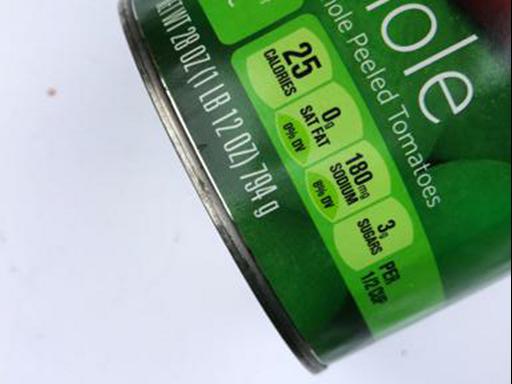 ole
hole Peeled Tomatoes
25
CALORIES
0g
SAT FAT
0% DV
180mg
SODIUM
8% DV
3g
SUGARS
PER
1/2 CUP
NET WT 28 OZ (1 LB 12 OZ) 794 g